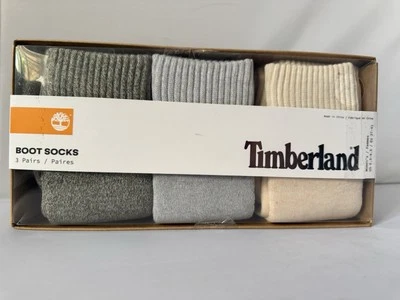 BOOT SOCKS
3 Pairs / Paires
Timberland